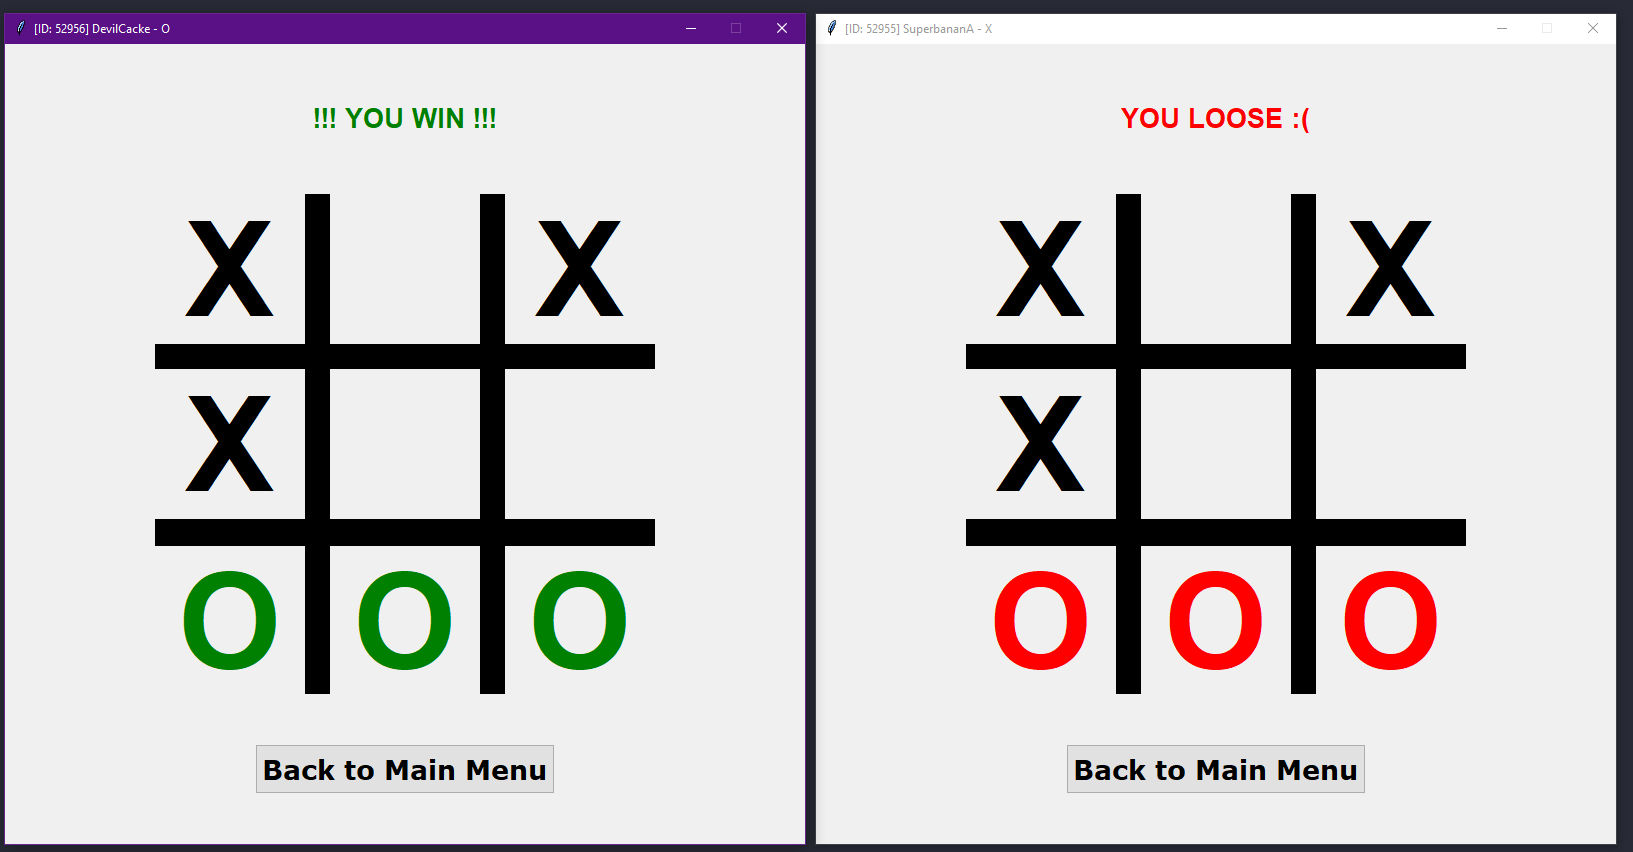 [ID: 52956] DevilCacke - O
!!! YOU WIN !!!
X X
X
O O O
Back to Main Menu
[ID: 52955] SuperbananA - X
YOU LOOSE :(
X X
X
O O O
Back to Main Menu